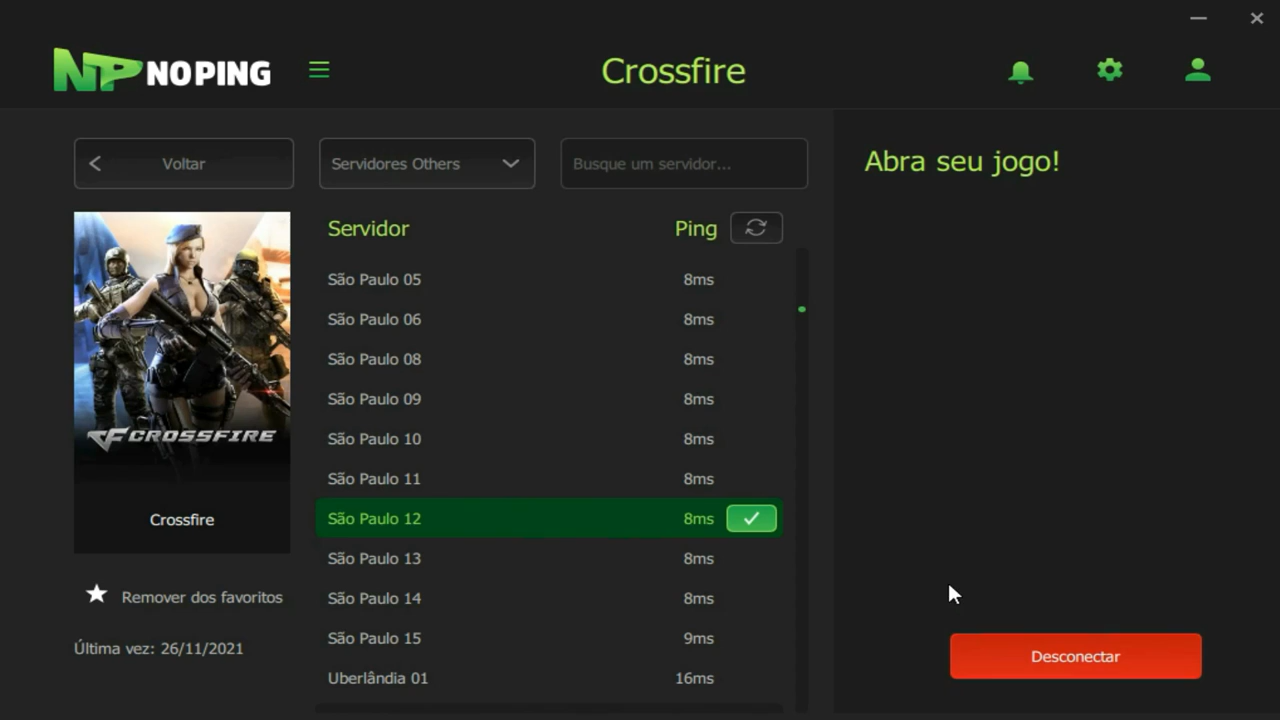 NP NOPING
Crossfire
Voltar
Servidores Others
Busque um servidor...
Abra seu jogo!
Servidor Ping
São Paulo 05 8ms
São Paulo 06 8ms
São Paulo 08 8ms
São Paulo 09 8ms
São Paulo 10 8ms
São Paulo 11 8ms
São Paulo 12 8ms
São Paulo 13 8ms
São Paulo 14 8ms
São Paulo 15 9ms
Uberlândia 01 16ms
CF CROSSFIRE
Crossfire
Remover dos favoritos
Última vez: 26/11/2021
Desconectar